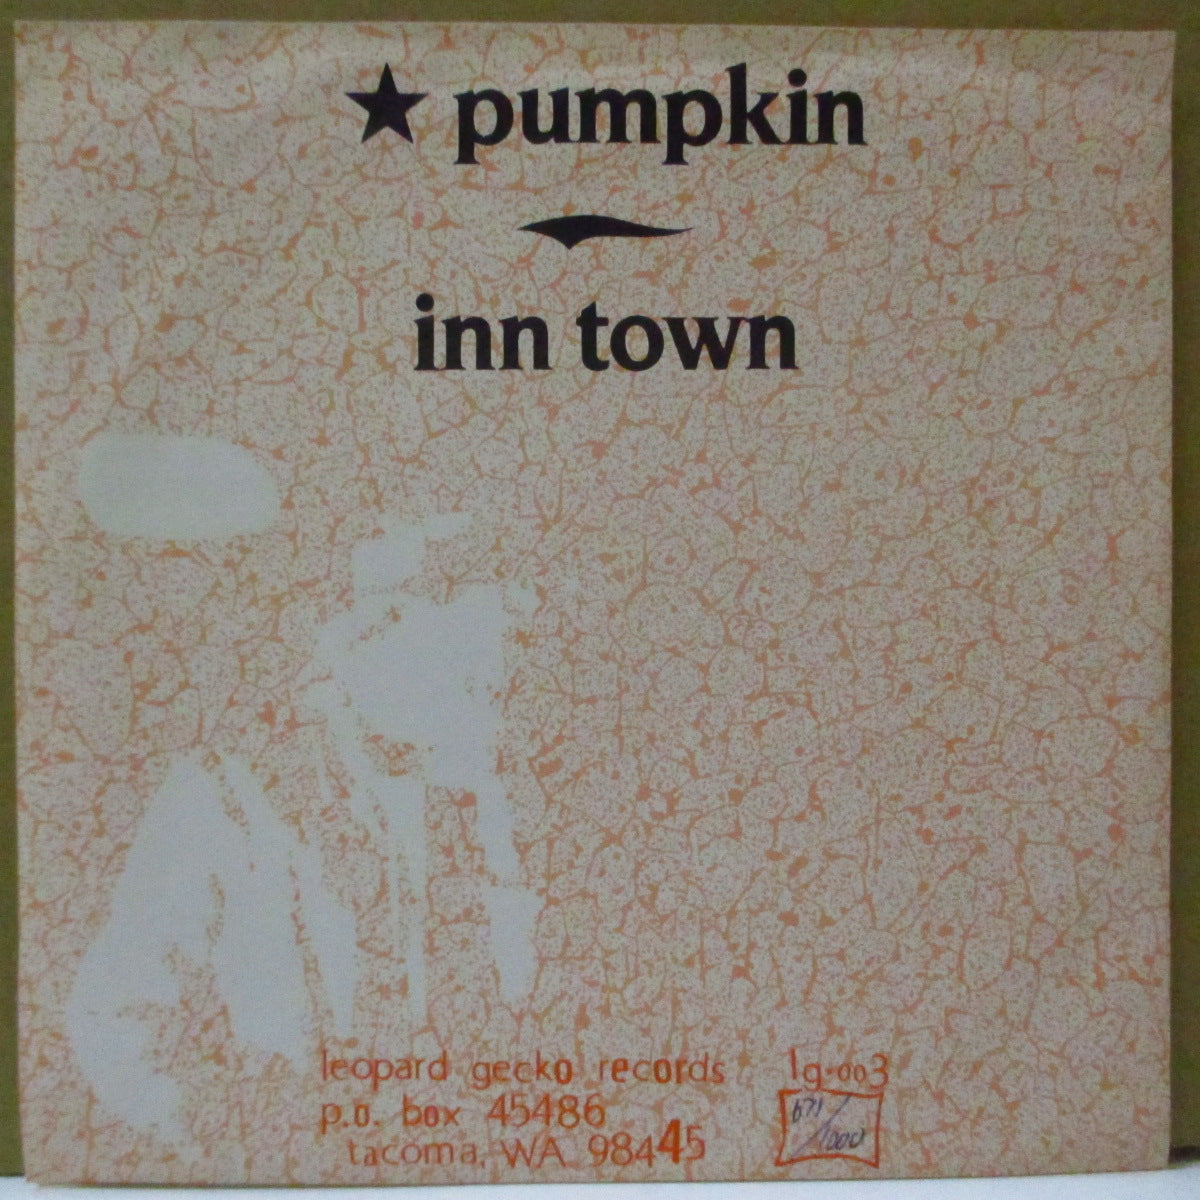 ★ pumpkin
inn town
leopard gecko records
p.o. box 45486
tacoma, WA 98445
lg-003
671/1000